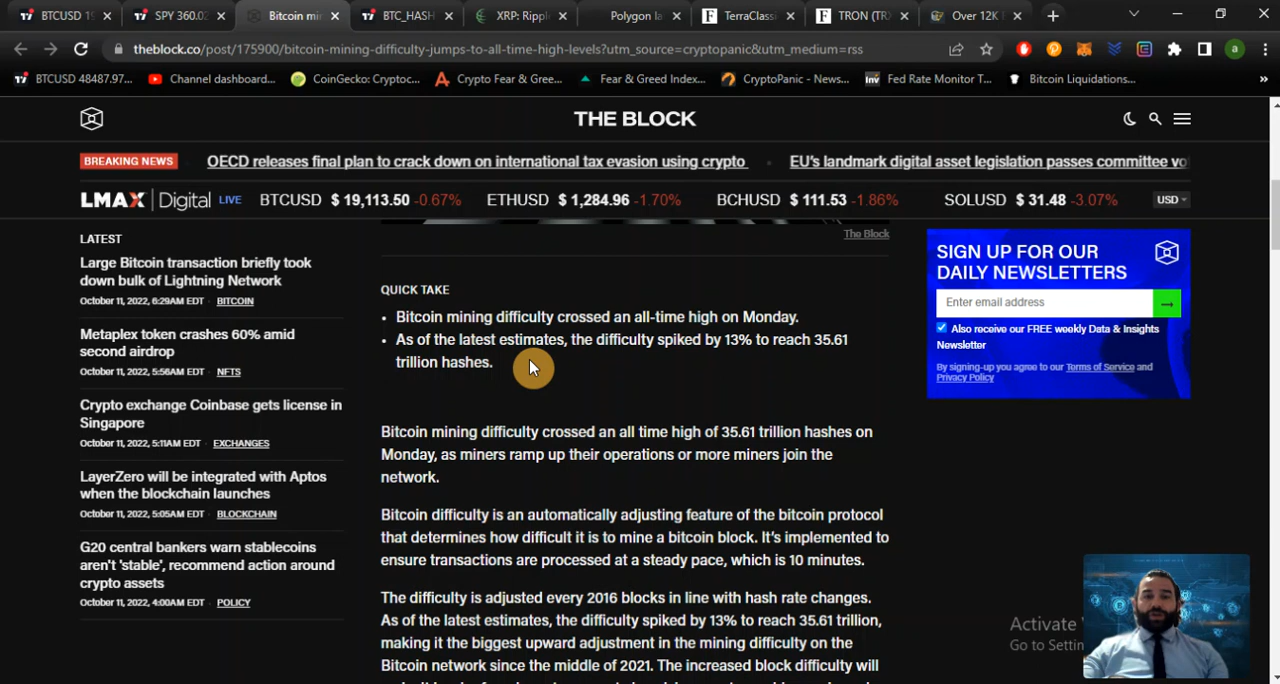 BTCUSD 19
SPY 360.02
Bitcoin min
BTC_HASH
XRP: Ripple
Polygon la
TerraClassi
TRON (TRX
Over 12K
theblock.co/post/175900/bitcoin-mining-difficulty-jumps-to-all-time-high-levels?utm_source=cryptopanic&utm_medium=rss
a
BTCUSD 48487.97...
Channel dashboard...
CoinGecko: Cryptoc...
Crypto Fear & Gree...
Fear & Greed Index...
CryptoPanic - News...
Inv Fed Rate Monitor T...
Bitcoin Liquidations...
»
THE BLOCK
BREAKING NEWS
OECD releases final plan to crack down on international tax evasion using crypto
EU's landmark digital asset legislation passes committee vo
LMAX Digital LIVE
BTCUSD $ 19,113.50 -0.67%
ETHUSD $ 1,284.96 -1.70%
BCHUSD $ 111.53 -1.86%
SOLUSD $ 31.48 -3.07%
USD
LATEST
Large Bitcoin transaction briefly took
down bulk of Lightning Network
October 11, 2022, 6:29AM EDT · BITCOIN
Metaplex token crashes 60% amid
second airdrop
October 11, 2022, 5:56AM EDT · NFTS
Crypto exchange Coinbase gets license in
Singapore
October 11, 2022, 5:11AM EDT · EXCHANGES
LayerZero will be integrated with Aptos
when the blockchain launches
October 11, 2022, 5:05AM EDT · BLOCKCHAIN
G20 central bankers warn stablecoins
aren't 'stable', recommend action around
crypto assets
October 11, 2022, 4:00AM EDT · POLICY
The Block
QUICK TAKE
• Bitcoin mining difficulty crossed an all-time high on Monday.
• As of the latest estimates, the difficulty spiked by 13% to reach 35.61
trillion hashes.
Bitcoin mining difficulty crossed an all time high of 35.61 trillion hashes on
Monday, as miners ramp up their operations or more miners join the
network.
Bitcoin difficulty is an automatically adjusting feature of the bitcoin protocol
that determines how difficult it is to mine a bitcoin block. It's implemented to
ensure transactions are processed at a steady pace, which is 10 minutes.
The difficulty is adjusted every 2016 blocks in line with hash rate changes.
As of the latest estimates, the difficulty spiked by 13% to reach 35.61 trillion,
making it the biggest upward adjustment in the mining difficulty on the
Bitcoin network since the middle of 2021. The increased block difficulty will
SIGN UP FOR OUR
DAILY NEWSLETTERS
Enter email address
Also receive our FREE weekly Data & Insights
Newsletter
By signing-up you agree to our Terms of Service and
Privacy Policy
Activate
Go to Settin